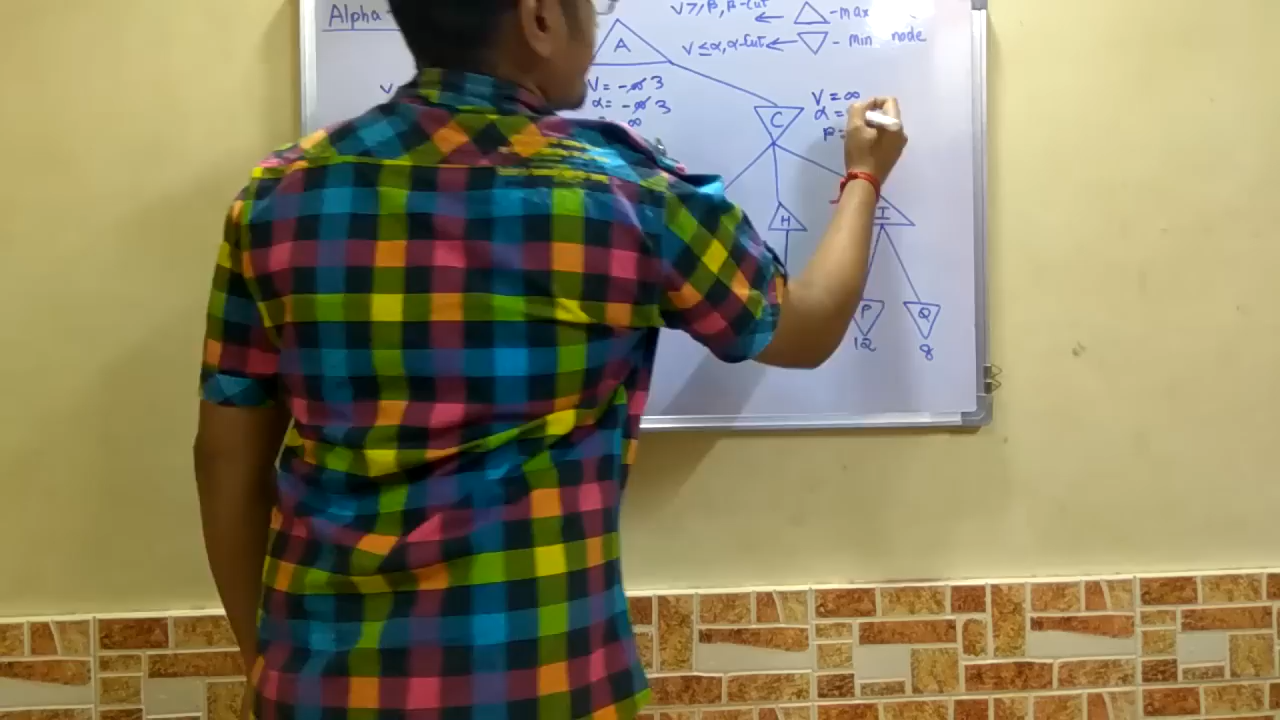 Alpha
V ≥ β, β-cut ← △ - max
V ≤ α, α-cut ← ▽ - min node
A
V = -∞ 3
α = -∞ 3
∞
V
C
V = ∞
α =
β =
H
I
P
Q
12
8